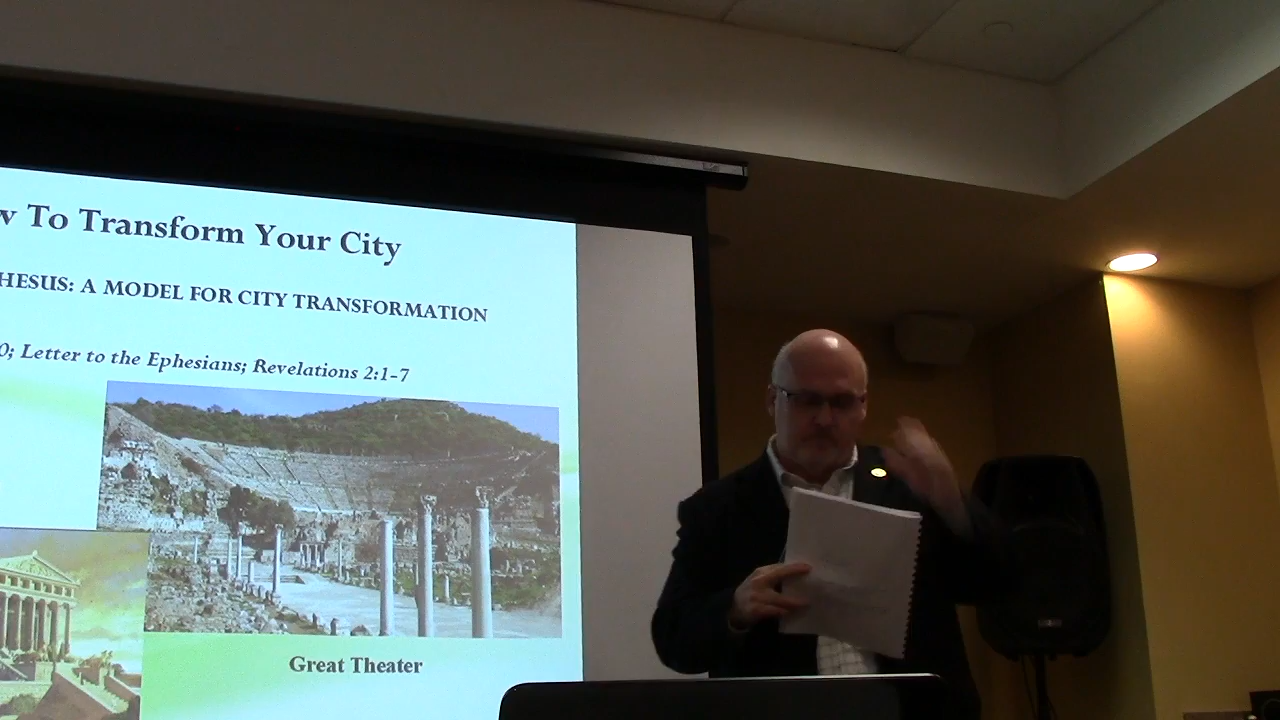 w To Transform Your City
HESUS: A MODEL FOR CITY TRANSFORMATION
0; Letter to the Ephesians; Revelations 2:1-7
Great Theater